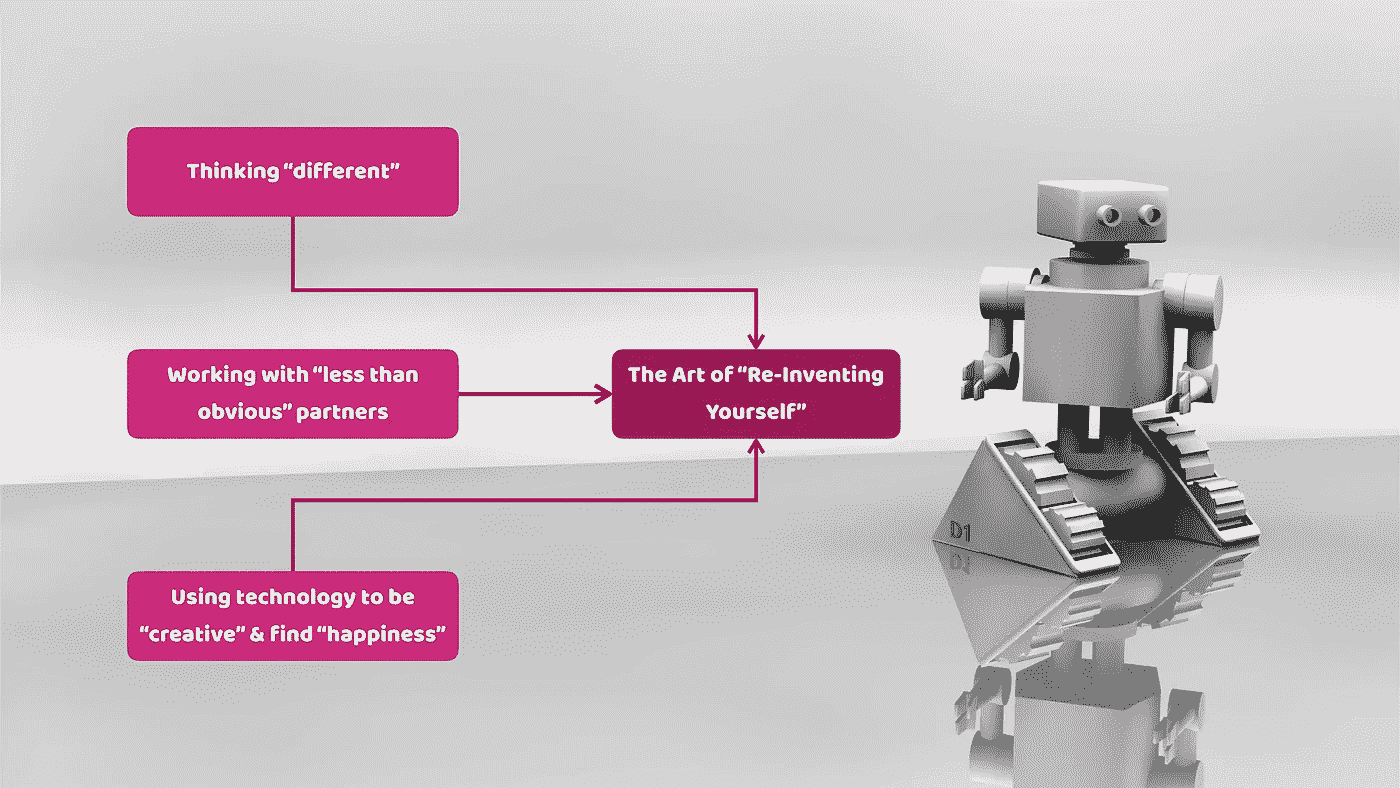 Thinking “different”
Working with “less than
obvious” partners
The Art of “Re-Inventing
Yourself”
Using technology to be
“creative” & find “happiness”
D1